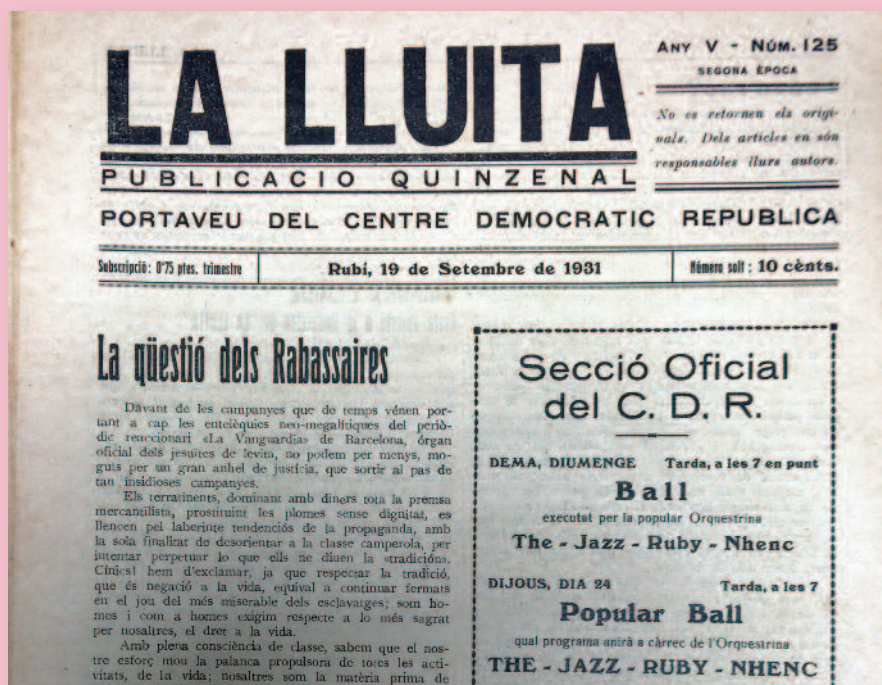 LA LLUITA
PUBLICACIO QUINZENAL
ANY V - NÚM. 125
SEGONA ÈPOCA
No es retornen els origi-
nals. Dels articles en són
responsables llurs autors.
PORTAVEU DEL CENTRE DEMOCRATIC REPUBLICA
Subscripció: 0'75 ptes. trimestre
Rubí, 19 de Setembre de 1931
Número solt: 10 cènts.
La qüestió dels Rabassaires
Davant de les campanyes que de temps vénen por-
tant a cap les entelèquies neo-megalítiques del periò-
dic reaccionari «La Vanguardia» de Barcelona, órgan
oficial dels jesuïtes de levita, no podem per menys, mo-
guts per un gran anhel de justícia, que sortir al pas de
tan insidioses campanyes.
Els terratinents, dominant amb diners tota la premsa
mercantilista, prostituint les plomes sense dignitat, es
llencen pel laberinte tendenciós de la propaganda, amb
la sola finalitat de desorientar a la classe camperola, per
intentar perpetuar lo que ells ne diuen la «tradición».
Cínics! hem d'exclamar, ja que respectar la tradició,
que és negació a la vida, equival a continuar fermats
en el jou del més miserable dels esclavatges; som ho-
mes i com a homes exigim respecte a lo més sagrat
per nosaltres, el dret a la vida.
Amb plena consciència de classe, sabem que el nos-
tre esforç mou la palanca propulsora de totes les acti-
vitats, de la vida; nosaltres som la matèria prima de
Secció Oficial
del C. D. R.
DEMA, DIUMENGE Tarda, a les 7 en punt
Ball
executat per la popular Orquestrina
The - Jazz - Ruby - Nhenc
DIJOUS, DIA 24 Tarda, a les 7
Popular Ball
qual programa anirà a càrrec de l'Orquestrina
THE - JAZZ - RUBY - NHENC